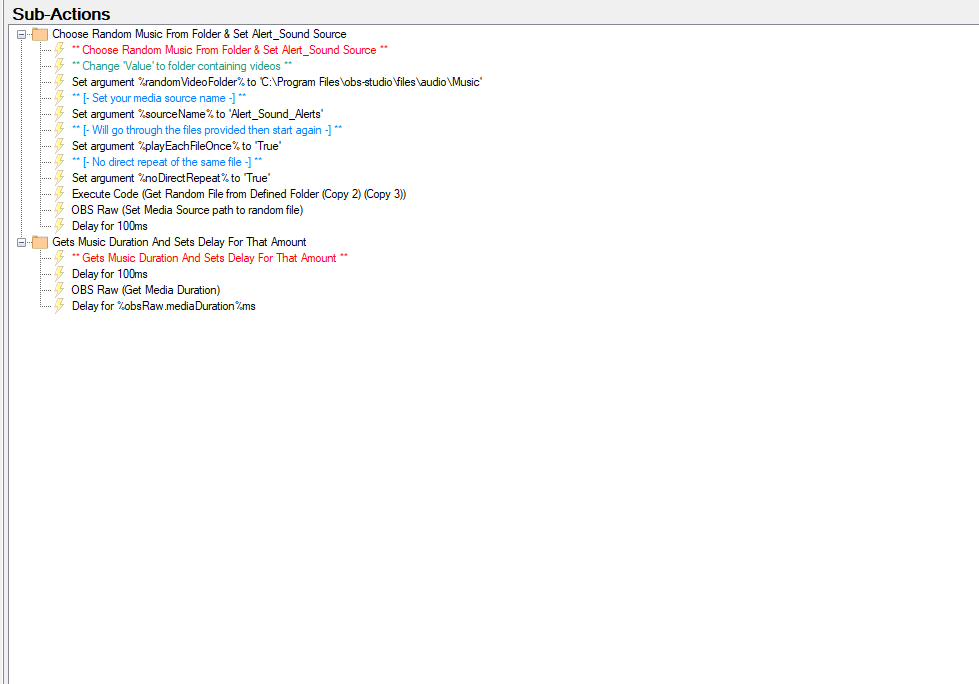 Sub-Actions
Choose Random Music From Folder & Set Alert_Sound Source
** Choose Random Music From Folder & Set Alert_Sound Source **
** Change 'Value' to folder containing videos **
Set argument %randomVideoFolder% to 'C:\Program Files\obs-studio\files\audio\Music'
** [- Set your media source name -] **
Set argument %sourceName% to 'Alert_Sound_Alerts'
** [- Will go through the files provided then start again -] **
Set argument %playEachFileOnce% to 'True'
** [- No direct repeat of the same file -] **
Set argument %noDirectRepeat% to 'True'
Execute Code (Get Random File from Defined Folder (Copy 2) (Copy 3))
OBS Raw (Set Media Source path to random file)
Delay for 100ms
Gets Music Duration And Sets Delay For That Amount
** Gets Music Duration And Sets Delay For That Amount **
Delay for 100ms
OBS Raw (Get Media Duration)
Delay for %obsRaw.mediaDuration%ms